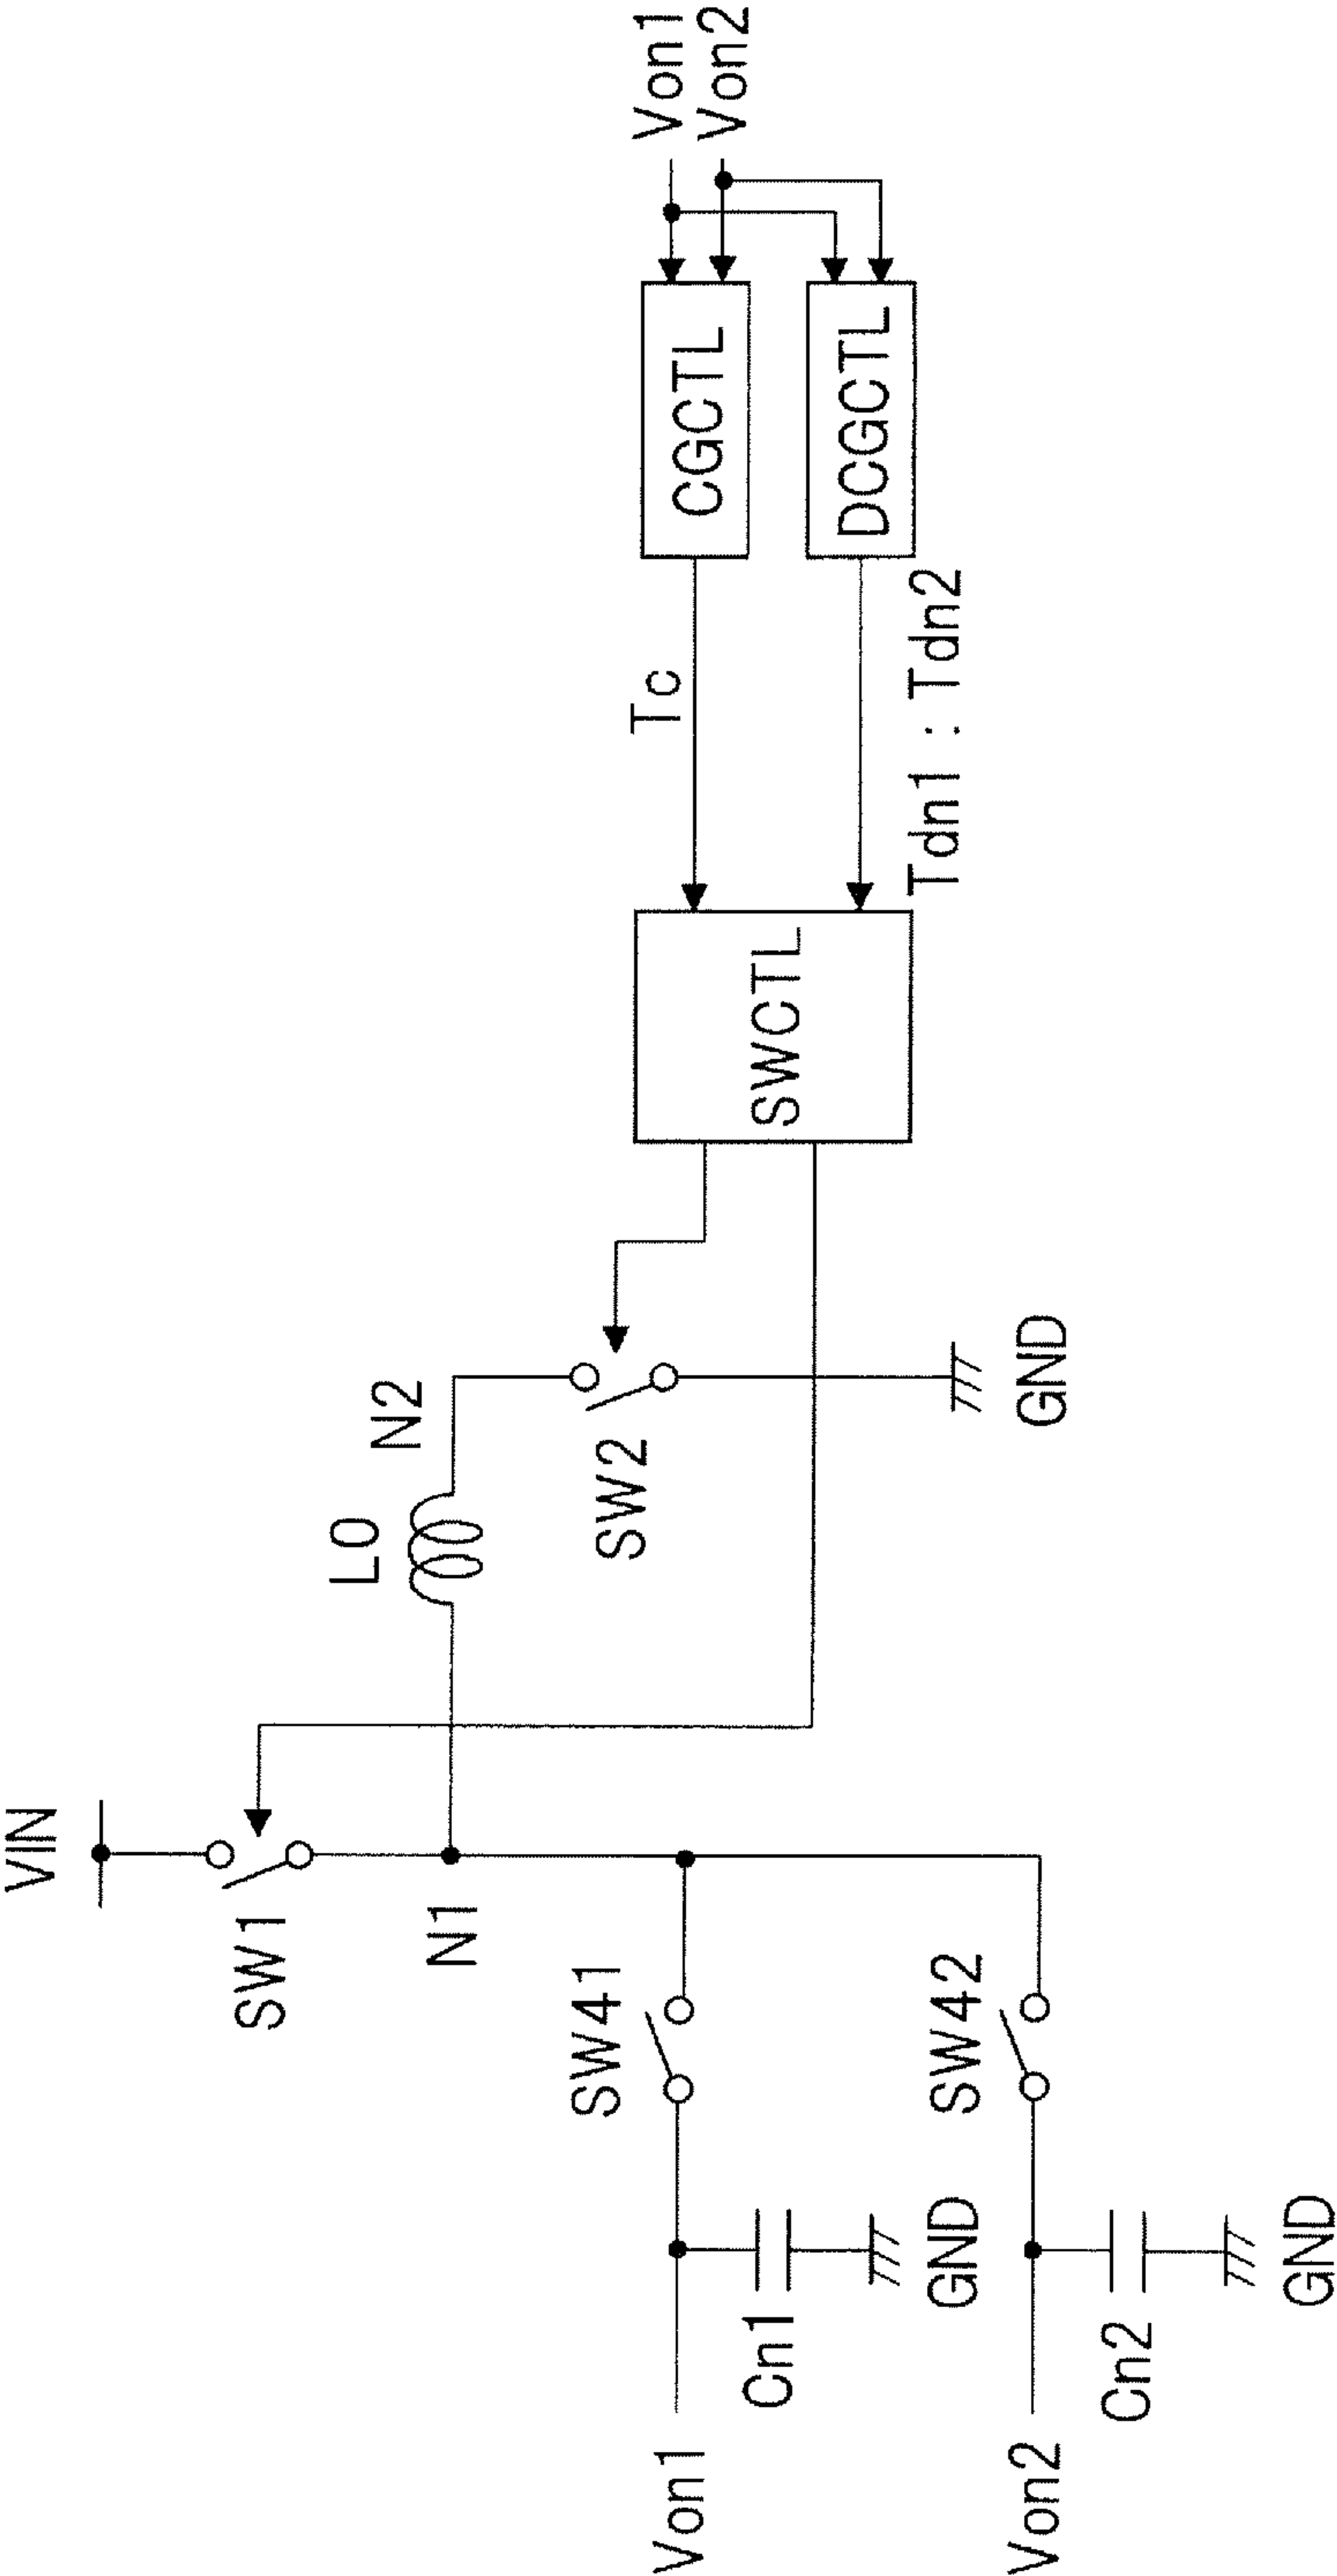 VIN
SW1
N1
L0
N2
SW2
GND
SW41
SW42
Von1
Cn1
GND
Von2
Cn2
GND
SWCTL
Tc
Tdn1 : Tdn2
CGCTL
DCGCTL
Von1
Von2